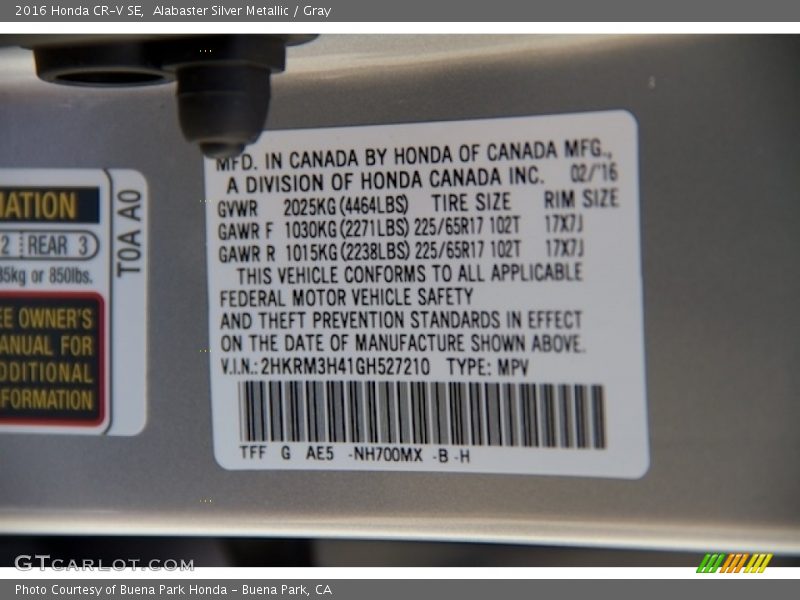 2016 Honda CR-V SE, Alabaster Silver Metallic / Gray
MFD. IN CANADA BY HONDA OF CANADA MFG.,
A DIVISION OF HONDA CANADA INC. 02/'16
GVWR 2025KG(4464LBS) TIRE SIZE RIM SIZE
GAWR F 1030KG(2271LBS) 225/65R17 102T 17X7J
GAWR R 1015KG(2238LBS) 225/65R17 102T 17X7J
THIS VEHICLE CONFORMS TO ALL APPLICABLE
FEDERAL MOTOR VEHICLE SAFETY
AND THEFT PREVENTION STANDARDS IN EFFECT
ON THE DATE OF MANUFACTURE SHOWN ABOVE.
V.I.N.: 2HKRM3H41GH527210 TYPE: MPV
TFF G AE5 -NH700MX -B -H
MATION
2 REAR 3
85kg or 850lbs.
EE OWNER'S
ANUAL FOR
DDITIONAL
FORMATION
T0A A0
GTCARLOT.COM
Photo Courtesy of Buena Park Honda - Buena Park, CA